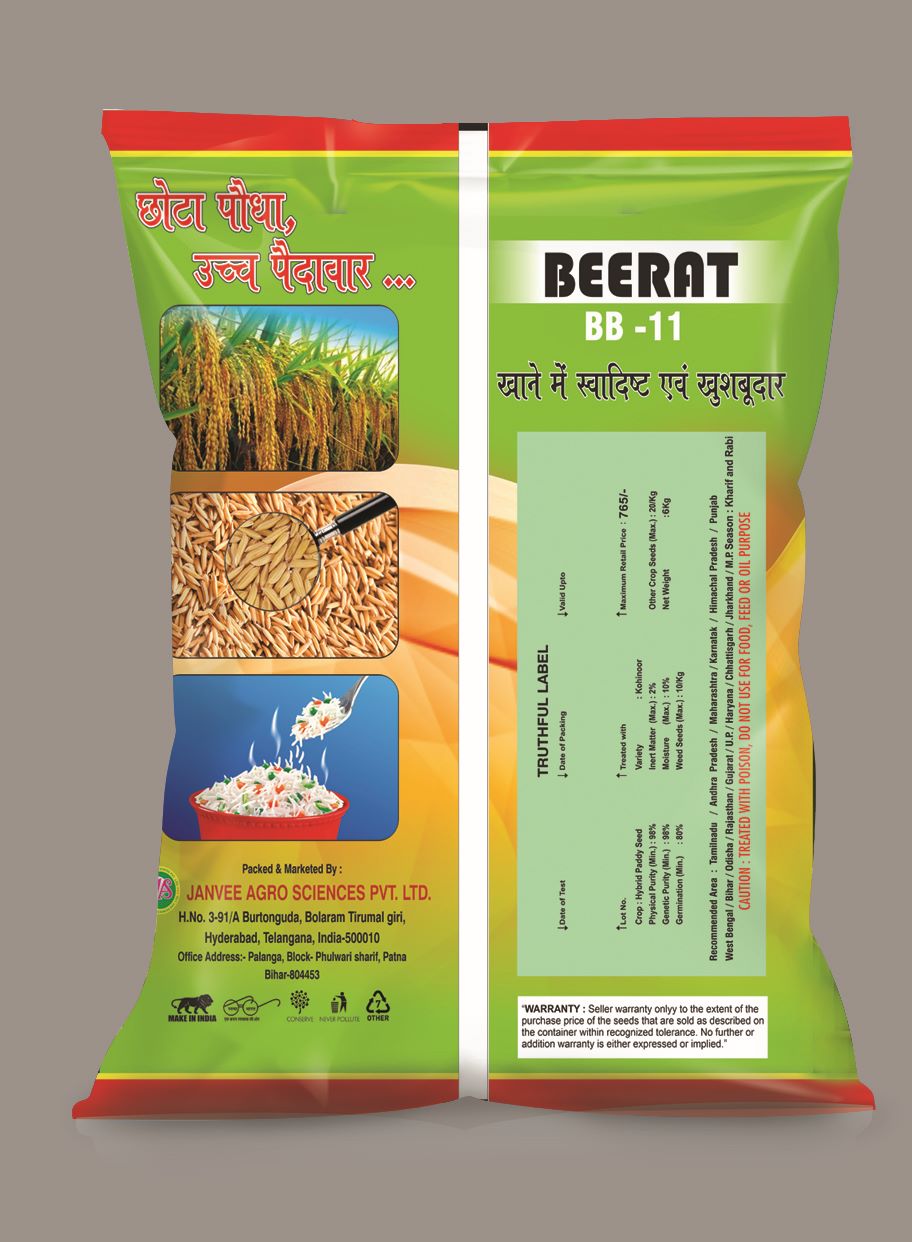 छोटा पौधा,
उच्च पैदावार ...
Packed & Marketed By :
JANVEE AGRO SCIENCES PVT. LTD.
H.No. 3-91/A Burtonguda, Bolaram Tirumal giri,
Hyderabad, Telangana, India-500010
Office Address:- Palanga, Block- Phulwari sharif, Patna
Bihar-804453
MAKE IN INDIA
CONSERVE
NEVER POLLUTE
7
OTHER
BEERAT
BB -11
खाने में स्वादिष्ट एवं खुशबूदार
TRUTHFUL LABEL
↓Date of Test ↓ Date of Packing ↓Valid Upto
↑Lot No. ↑ Treated with ↑Maximum Retail Price : 765/-
Crop : Hybrid Paddy Seed Variety : Kohinoor
Physical Purity (Min.) : 98% Inert Matter (Max.) : 2% Other Crop Seeds (Max.) : 20/Kg
Genetic Purity (Min.) : 98% Moisture (Max.) : 10% Net Weight :6Kg
Germination (Min.) : 80% Weed Seeds (Max.) : 10/Kg
Recommended Area : Tamilnadu / Andhra Pradesh / Maharashtra / Karnatak / Himachal Pradesh / Punjab
West Bengal / Bihar / Odisha / Rajasthan / Gujarat / U.P. / Haryana / Chhattisgarh / Jharkhand / M.P. Season : Kharif and Rabi
CAUTION : TREATED WITH POISON, DO NOT USE FOR FOOD, FEED OR OIL PURPOSE
"WARRANTY : Seller warranty onlyy to the extent of the
purchase price of the seeds that are sold as described on
the container within recognized tolerance. No further or
addition warranty is either expressed or implied."